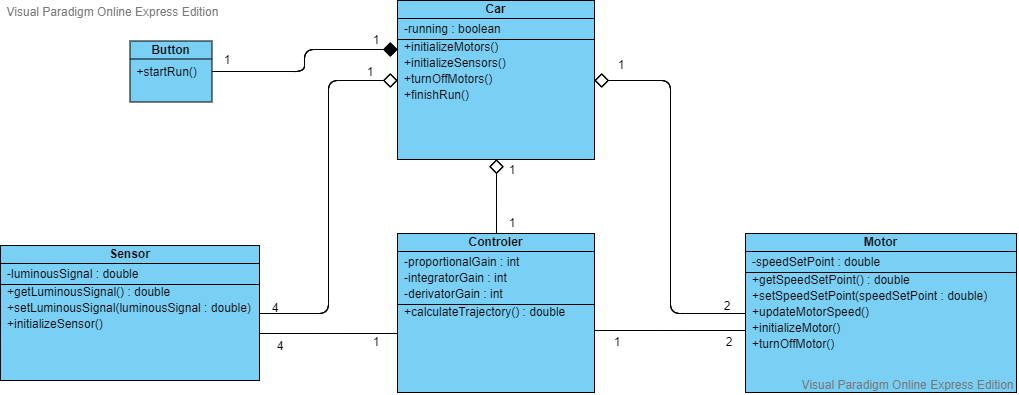 Visual Paradigm Online Express Edition
Car
-running : boolean
+initializeMotors()
+initializeSensors()
+turnOffMotors()
+finishRun()
Button
+startRun()
1
1
1
1
1
1
Sensor
-luminousSignal : double
+getLuminousSignal() : double
+setLuminousSignal(luminousSignal : double)
+initializeSensor()
4
4
Controler
-proportionalGain : int
-integratorGain : int
-derivatorGain : int
+calculateTrajectory() : double
1
1
2
2
Motor
-speedSetPoint : double
+getSpeedSetPoint() : double
+setSpeedSetPoint(speedSetPoint : double)
+updateMotorSpeed()
+initializeMotor()
+turnOffMotor()
Visual Paradigm Online Express Edition